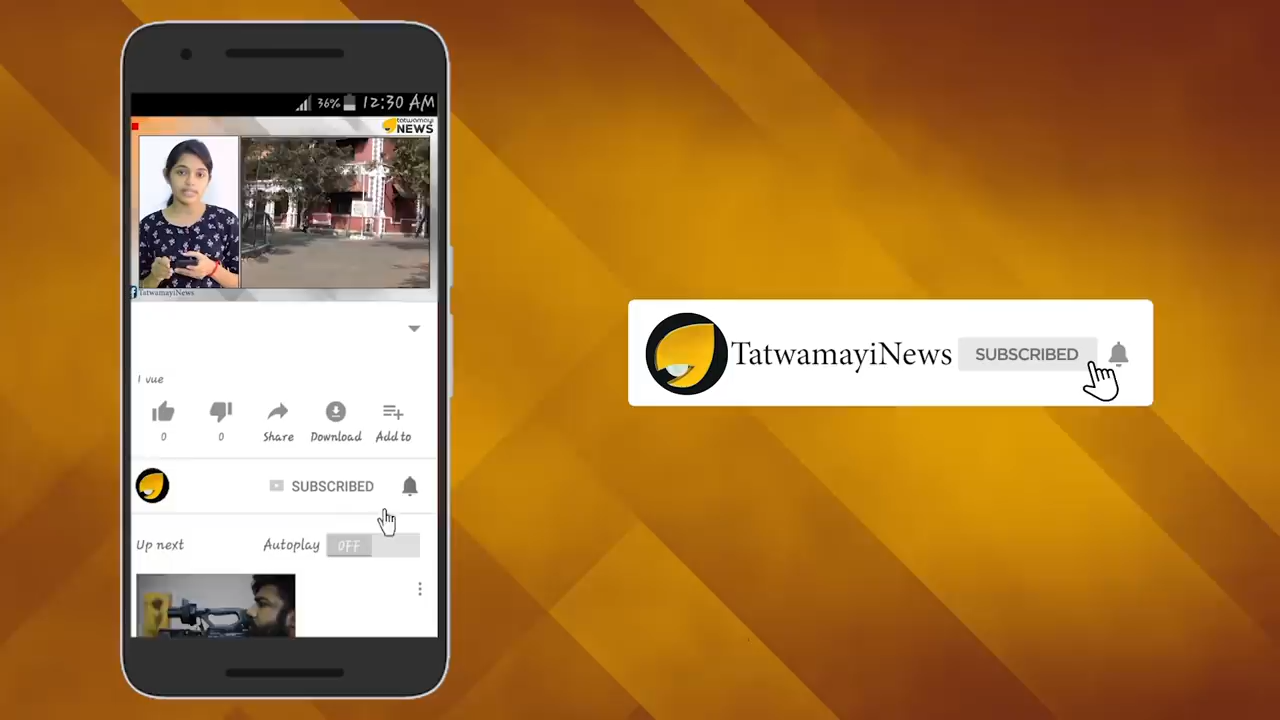 36% 12:30 AM
tatwamayi
NEWS
TatwamayiNews
1 vue
0 0 Share Download Add to
SUBSCRIBED
Up next Autoplay OFF
TatwamayiNews SUBSCRIBED